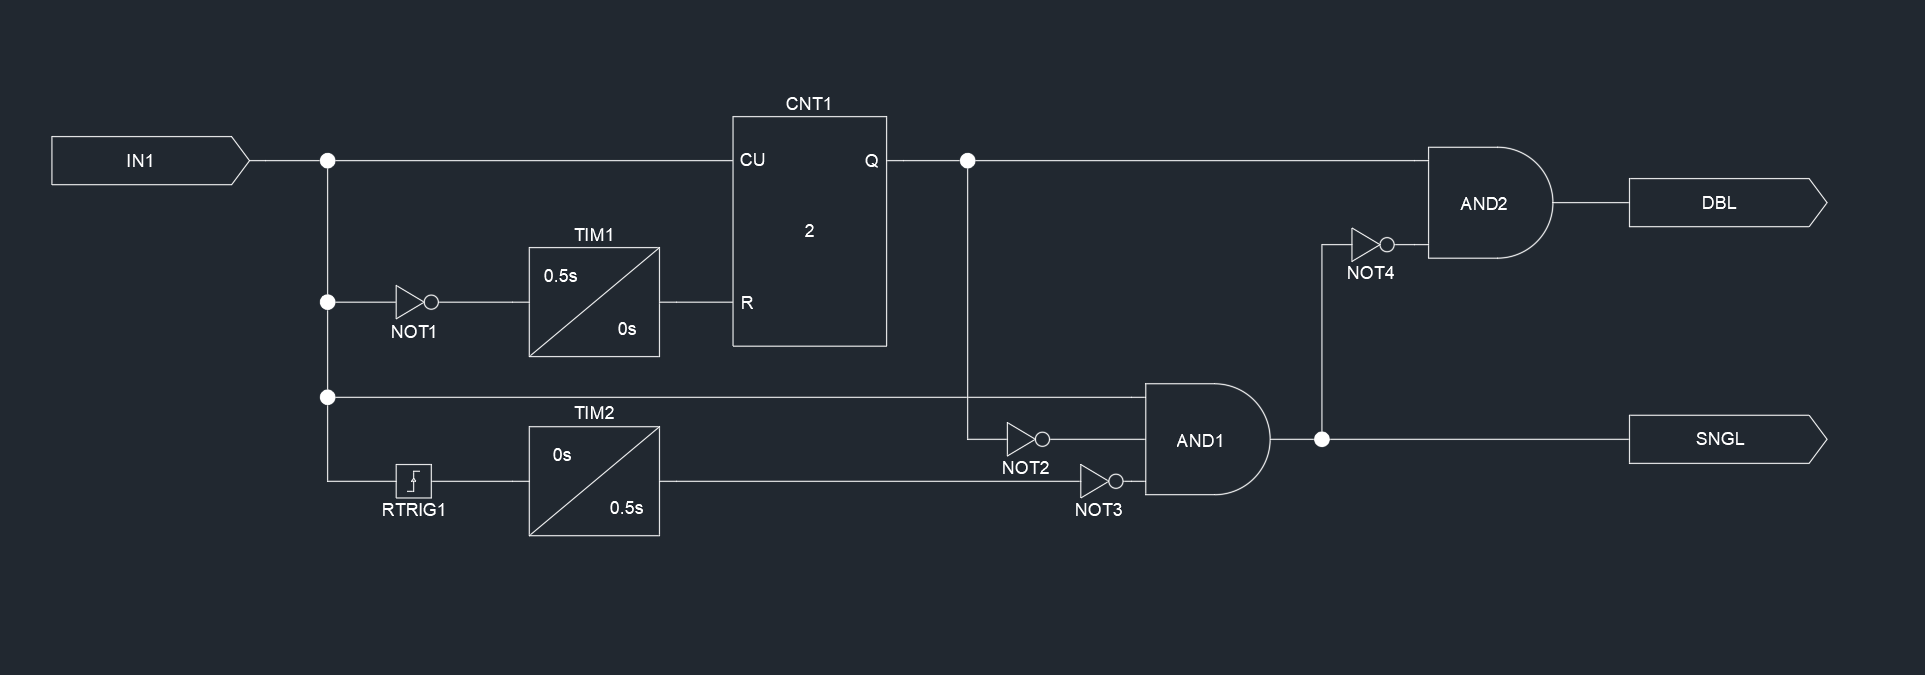 CNT1
IN1
CU
Q
2
R
TIM1
0.5s
0s
NOT1
AND2
DBL
NOT4
TIM2
0s
0.5s
RTRIG1
NOT2
NOT3
AND1
SNGL